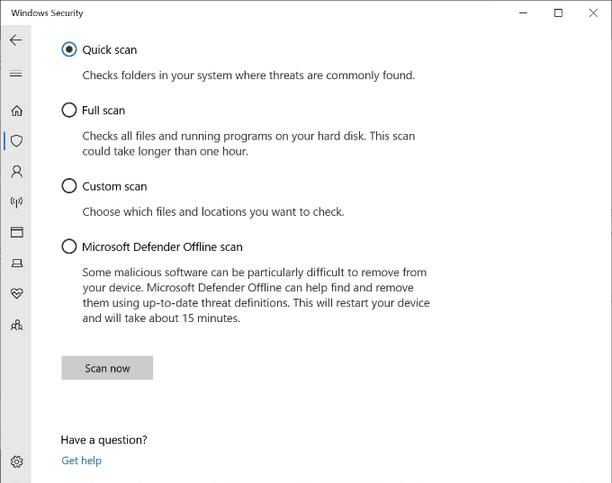 Windows Security
Quick scan
Checks folders in your system where threats are commonly found.
Full scan
Checks all files and running programs on your hard disk. This scan
could take longer than one hour.
Custom scan
Choose which files and locations you want to check.
Microsoft Defender Offline scan
Some malicious software can be particularly difficult to remove from
your device. Microsoft Defender Offline can help find and remove
them using up-to-date threat definitions. This will restart your device
and will take about 15 minutes.
Scan now
Have a question?
Get help